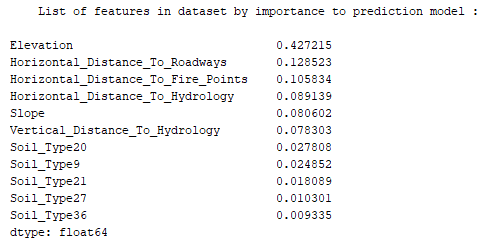 List of features in dataset by importance to prediction model :
Elevation 0.427215
Horizontal_Distance_To_Roadways 0.128523
Horizontal_Distance_To_Fire_Points 0.105834
Horizontal_Distance_To_Hydrology 0.089139
Slope 0.080602
Vertical_Distance_To_Hydrology 0.078303
Soil_Type20 0.027808
Soil_Type9 0.024852
Soil_Type21 0.018089
Soil_Type27 0.010301
Soil_Type36 0.009335
dtype: float64